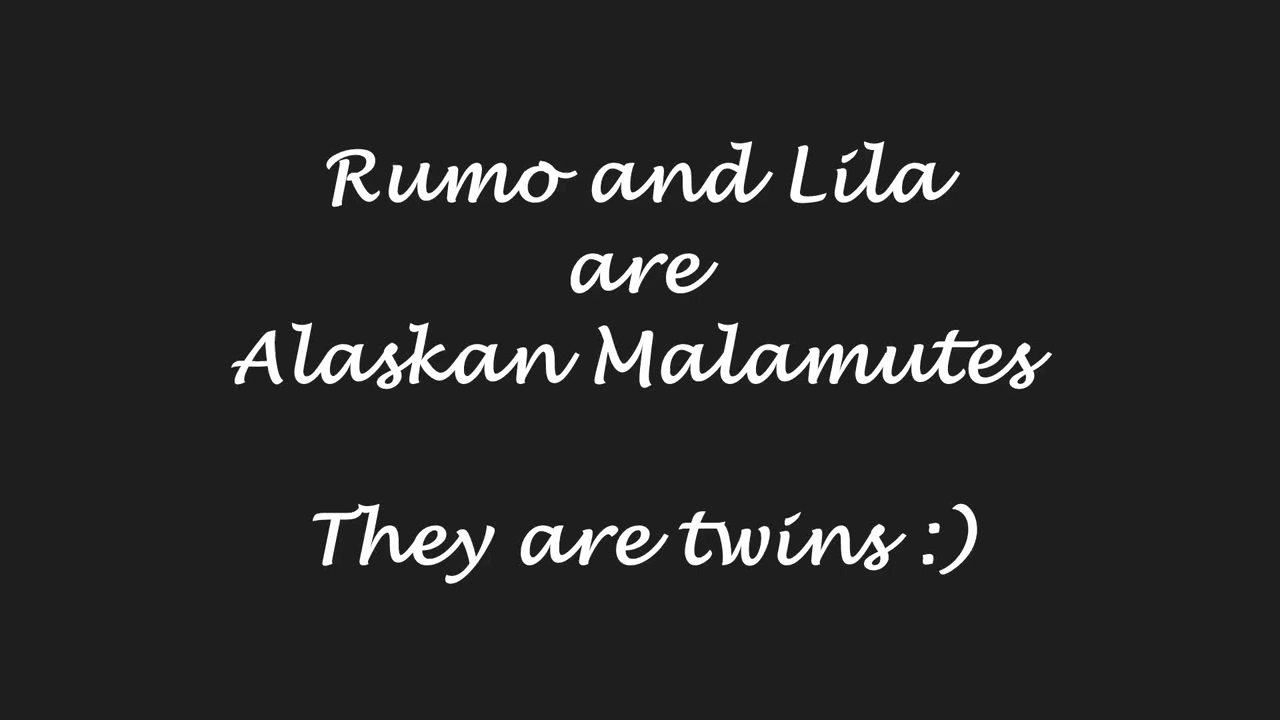 Rumo and Lila
are
Alaskan Malamutes
They are twins :)